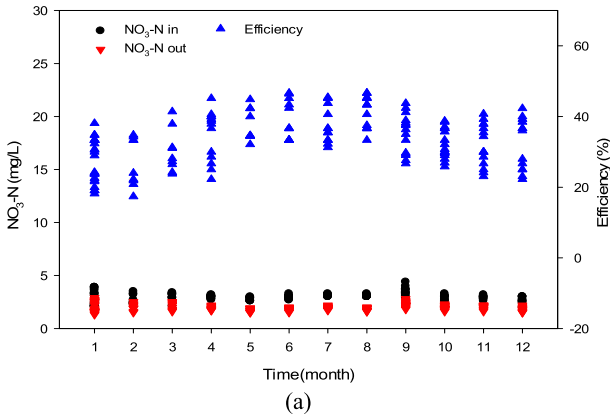 NO3-N in
Efficiency
NO3-N out
30
25
20
15
10
5
0
NO3-N (mg/L)
60
40
20
0
-20
Efficiency (%)
1 2 3 4 5 6 7 8 9 10 11 12
Time(month)
(a)